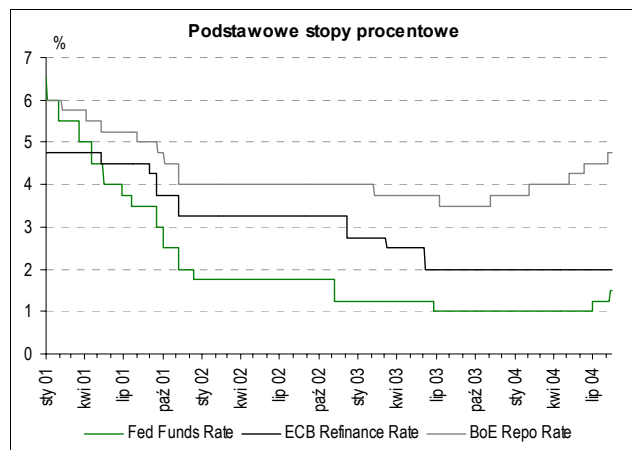 Podstawowe stopy procentowe
%
7
6
5
4
3
2
1
0
sty 01
kwi 01
lip 01
paź 01
sty 02
kwi 02
lip 02
paź 02
sty 03
kwi 03
lip 03
paź 03
sty 04
kwi 04
lip 04
Fed Funds Rate
ECB Refinance Rate
BoE Repo Rate